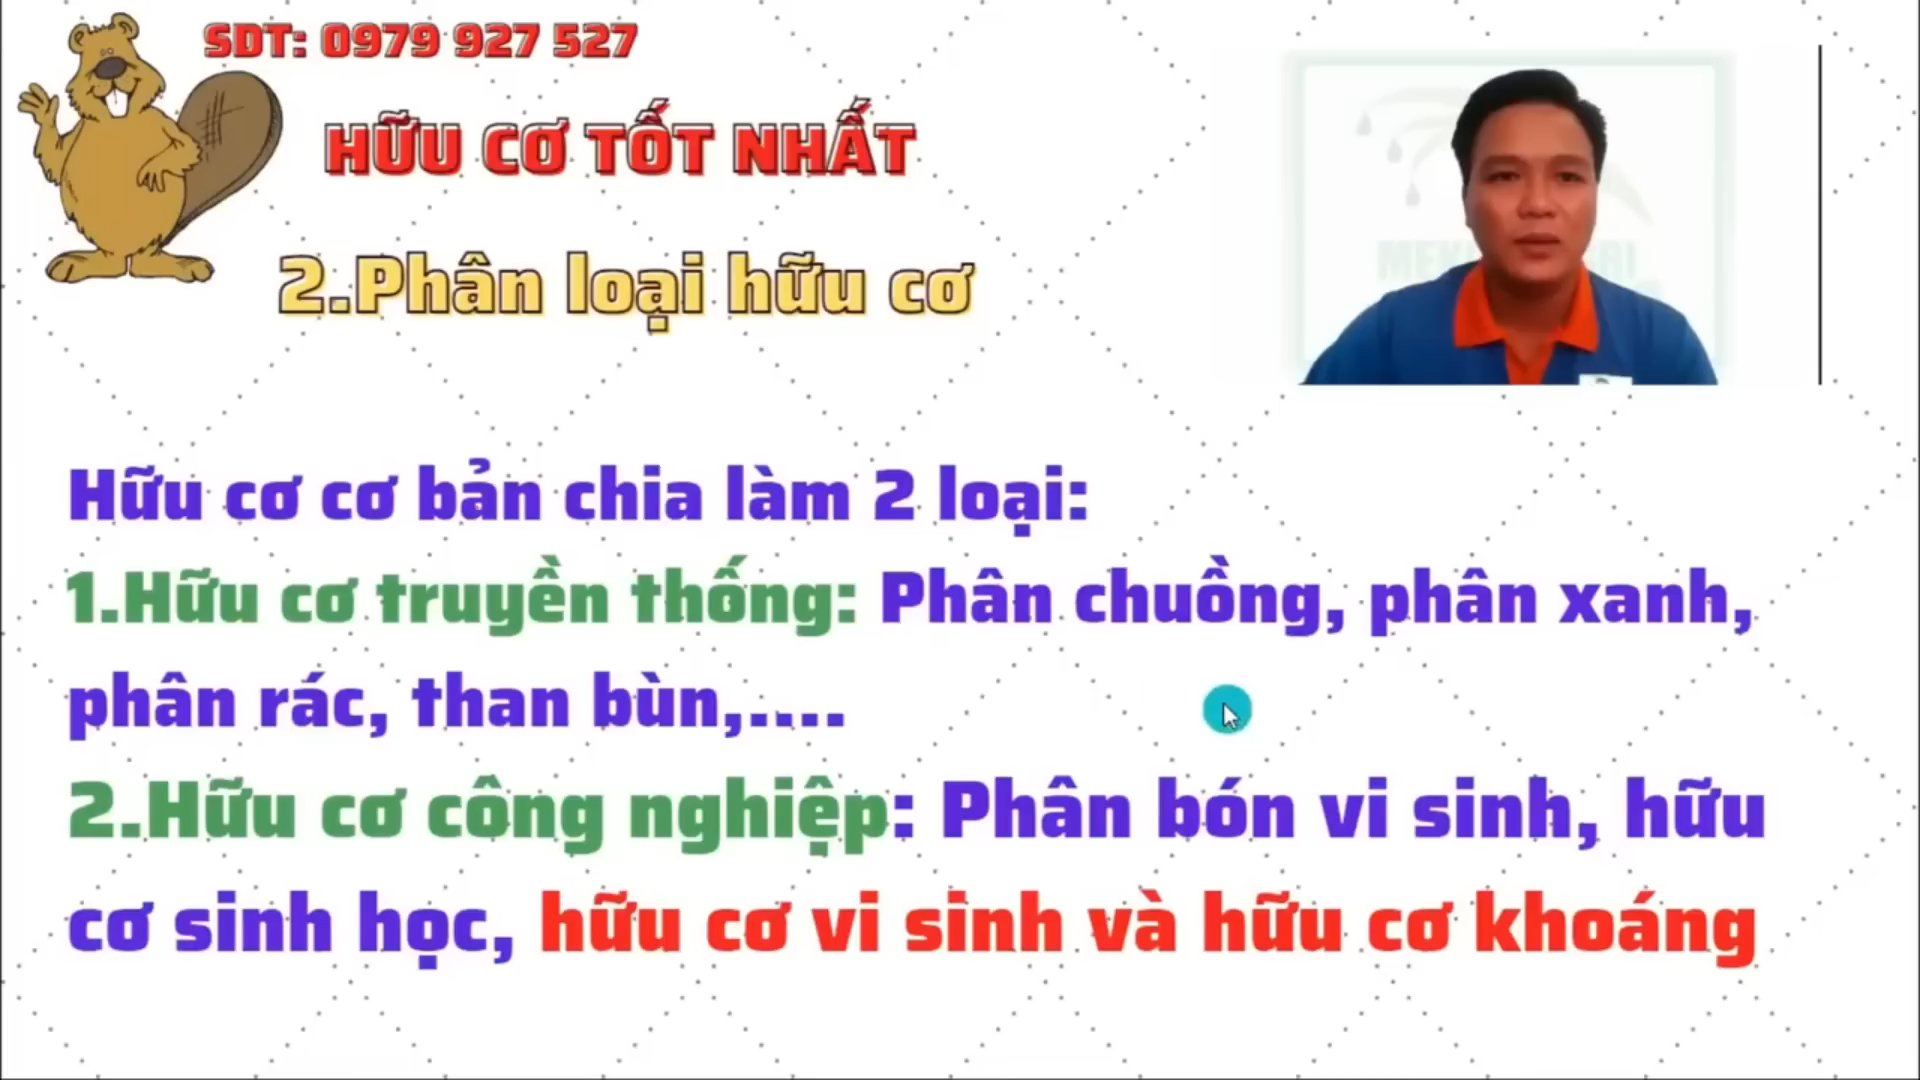 SDT: 0979 927 527
HỮU CƠ TỐT NHẤT
2.Phân loại hữu cơ
Hữu cơ cơ bản chia làm 2 loại:
1.Hữu cơ truyền thống: Phân chuồng, phân xanh,
phân rác, than bùn,....
2.Hữu cơ công nghiệp: Phân bón vi sinh, hữu
cơ sinh học, hữu cơ vi sinh và hữu cơ khoáng